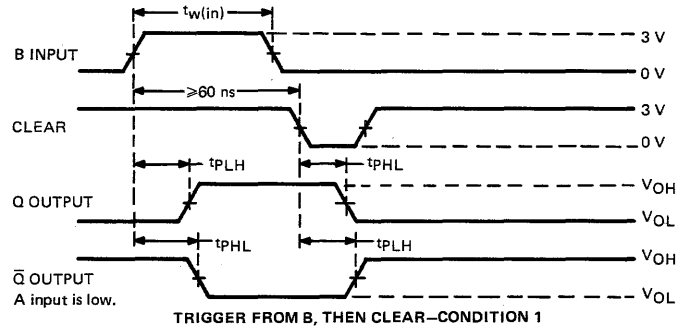 tw(in)
3 V
B INPUT
0 V
≥60 ns
3 V
CLEAR
0 V
tPLH
tPHL
VOH
Q OUTPUT
VOL
tPHL
tPLH
VOH
Q̅ OUTPUT
A input is low.
VOL
TRIGGER FROM B, THEN CLEAR—CONDITION 1